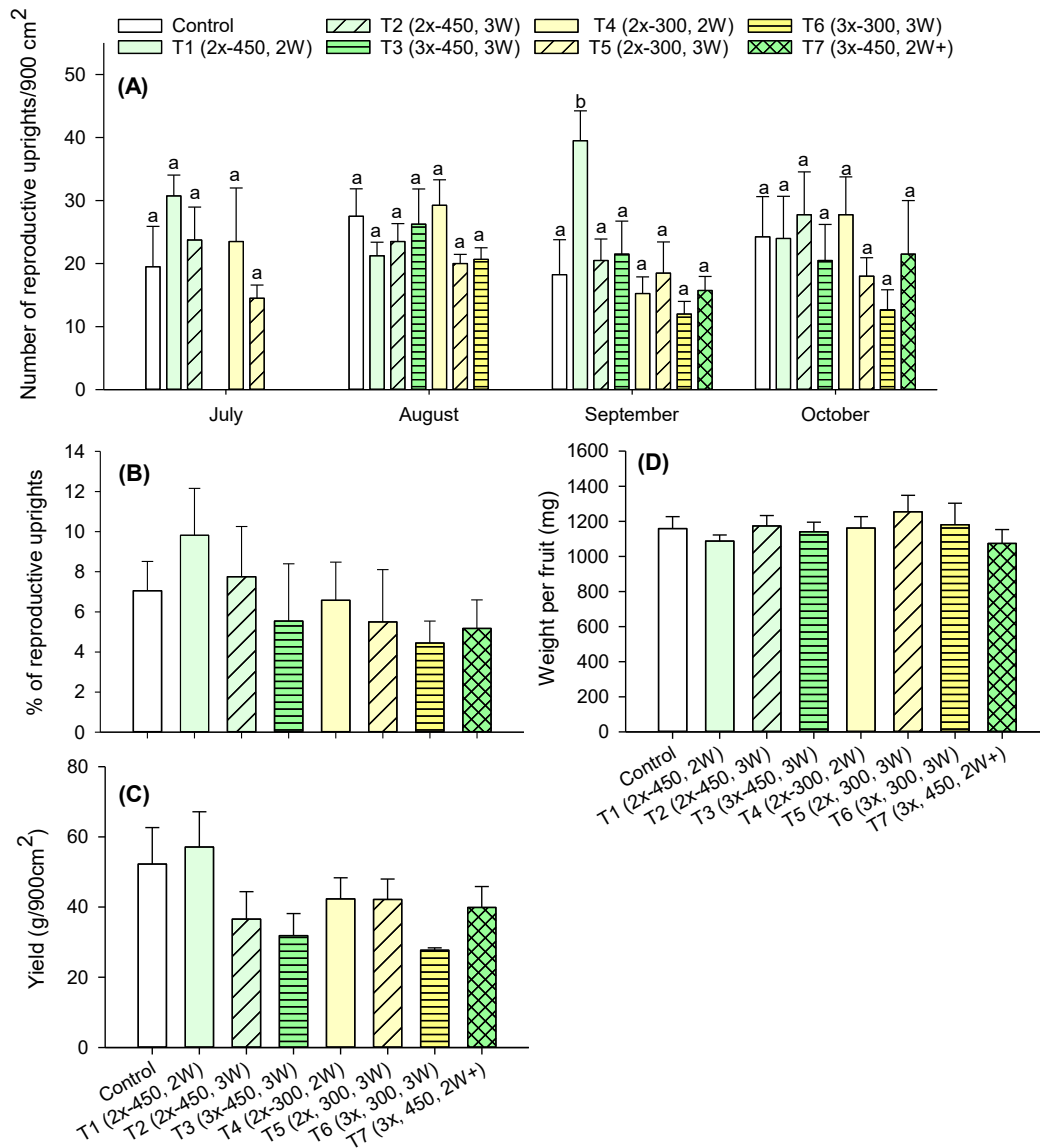 Control T2 (2x-450, 3W) T4 (2x-300, 2W) T6 (3x-300, 3W)
T1 (2x-450, 2W) T3 (3x-450, 3W) T5 (2x-300, 3W) T7 (3x-450, 2W+)
(A)
Number of reproductive uprights/900 cm²
50
40
30
20
10
0
a a a a a
a a a a a a a
a b a a a a a a
a a a a a a a a
July August September October
(B)
% of reproductive uprights
14
12
10
8
6
4
2
0
(D)
Weight per fruit (mg)
1600
1400
1200
1000
800
600
400
200
0
Control
T1 (2x-450, 2W)
T2 (2x-450, 3W)
T3 (3x-450, 3W)
T4 (2x-300, 2W)
T5 (2x, 300, 3W)
T6 (3x, 300, 3W)
T7 (3x, 450, 2W+)
(C)
Yield (g/900cm²)
80
60
40
20
0
Control
T1 (2x-450, 2W)
T2 (2x-450, 3W)
T3 (3x-450, 3W)
T4 (2x-300, 2W)
T5 (2x, 300, 3W)
T6 (3x, 300, 3W)
T7 (3x, 450, 2W+)